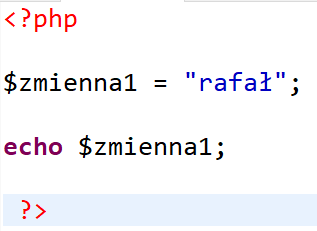 <?php
$zmienna1 = "rafał";
echo $zmienna1;
?>